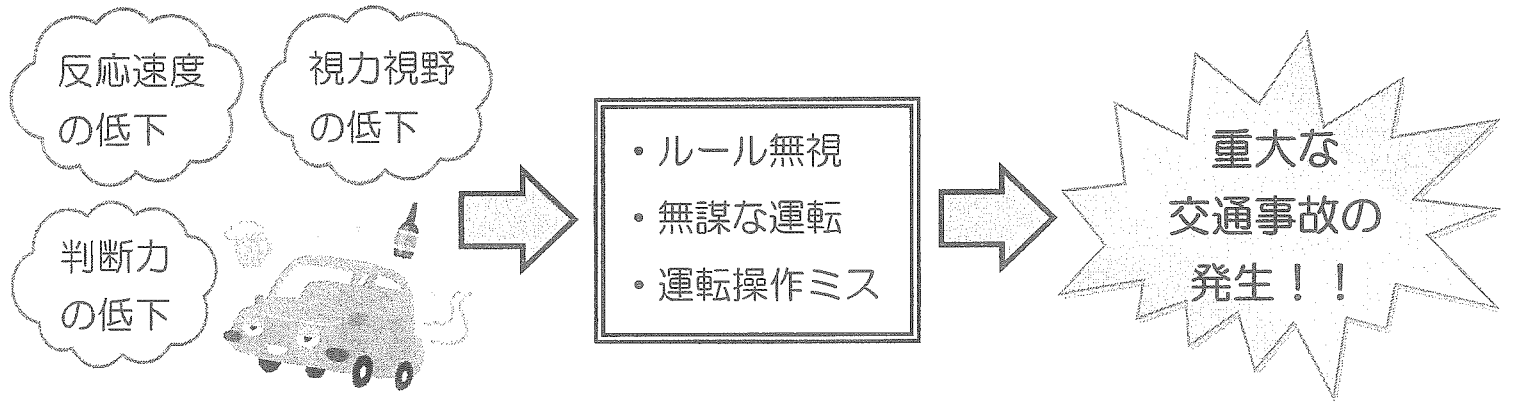 反応速度
の低下
視力視野
の低下
判断力
の低下
・ルール無視
・無謀な運転
・運転操作ミス
重大な
交通事故の
発生！！